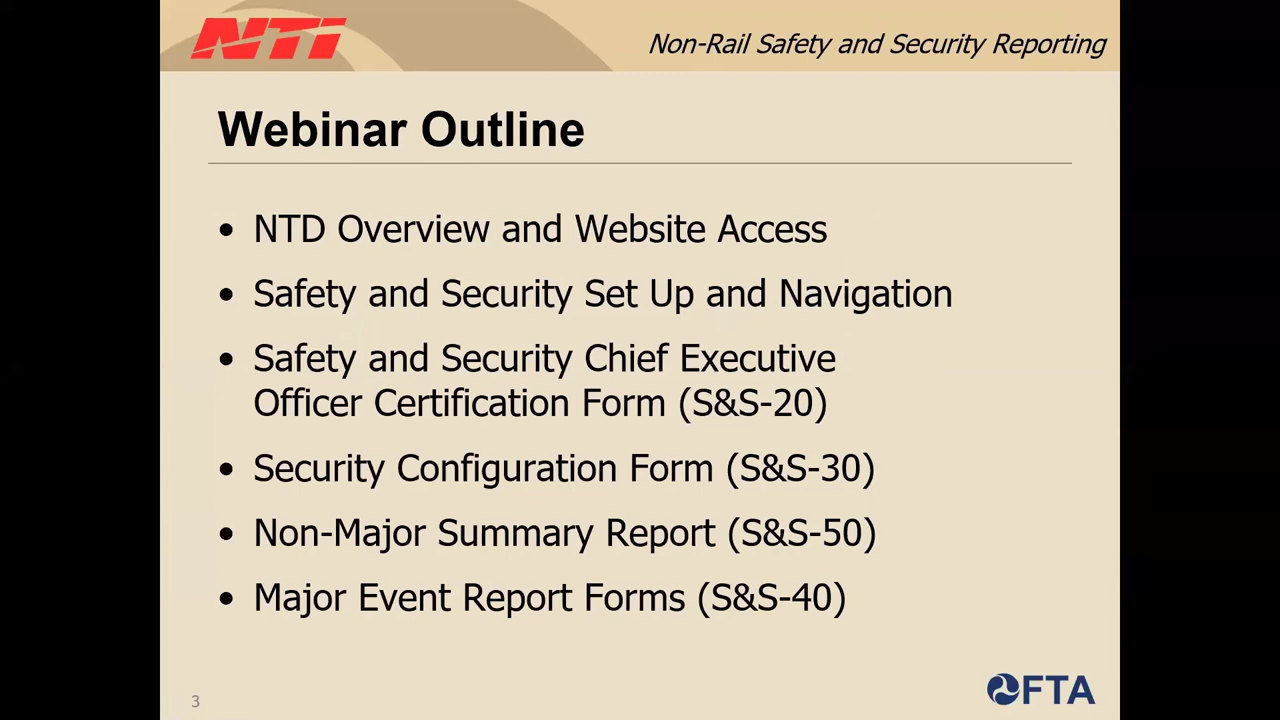 NTI
Non-Rail Safety and Security Reporting
Webinar Outline
• NTD Overview and Website Access
• Safety and Security Set Up and Navigation
• Safety and Security Chief Executive
Officer Certification Form (S&S-20)
• Security Configuration Form (S&S-30)
• Non-Major Summary Report (S&S-50)
• Major Event Report Forms (S&S-40)
3
FTA